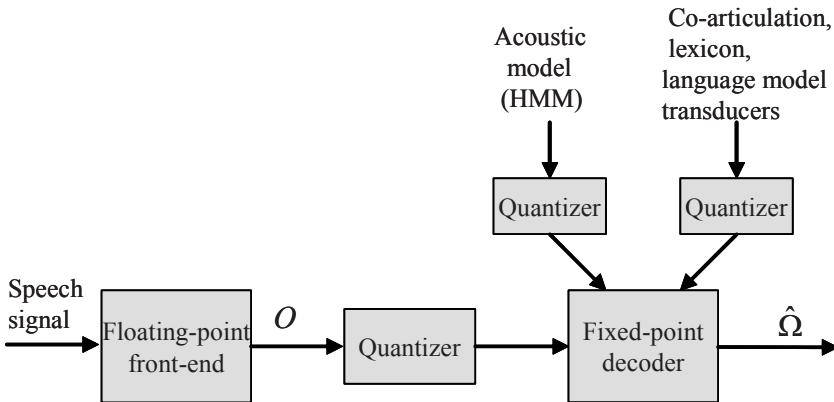 Acoustic
model
(HMM)
Co-articulation,
lexicon,
language model
transducers
Quantizer
Quantizer
Speech
signal
Floating-point
front-end
O
Quantizer
Fixed-point
decoder
Ω̂